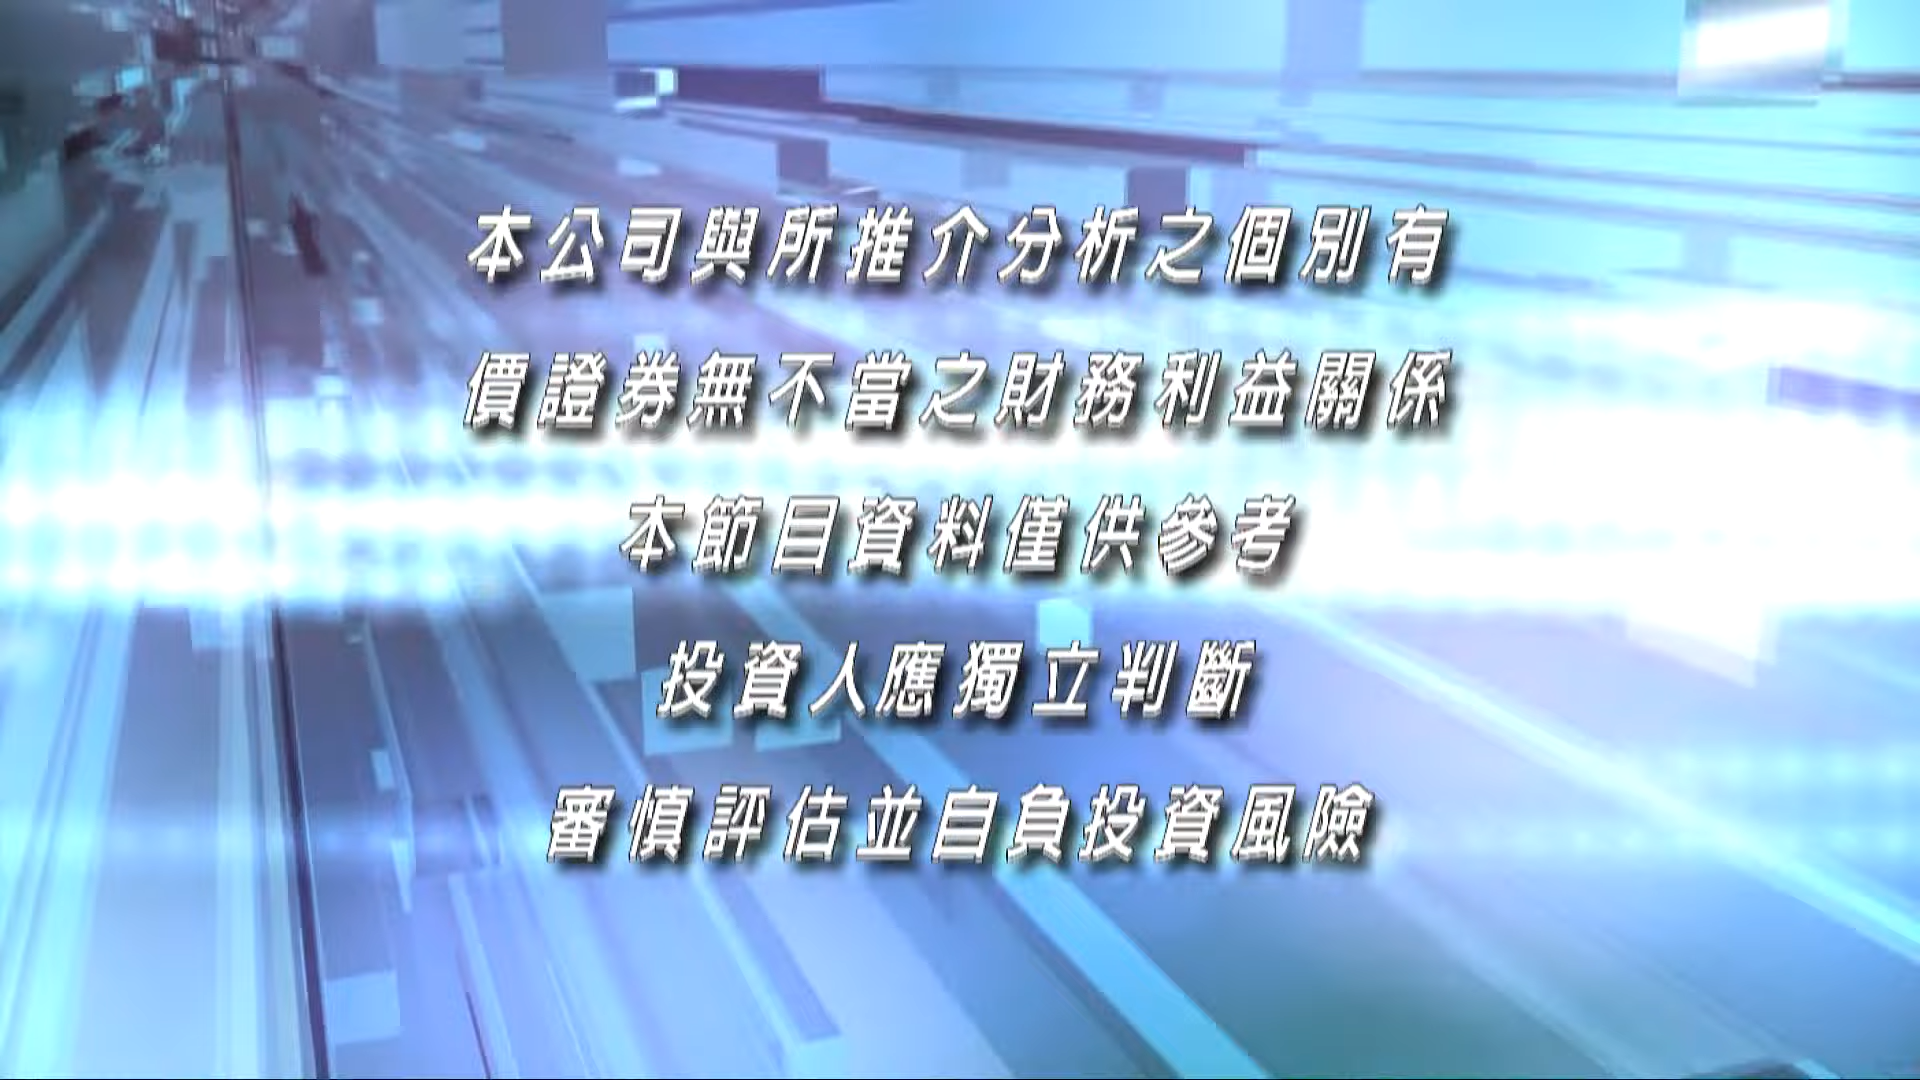 本公司與所推介分析之個別有
價證券無不當之財務利益關係
本節目資料僅供參考
投資人應獨立判斷
審慎評估並自負投資風險